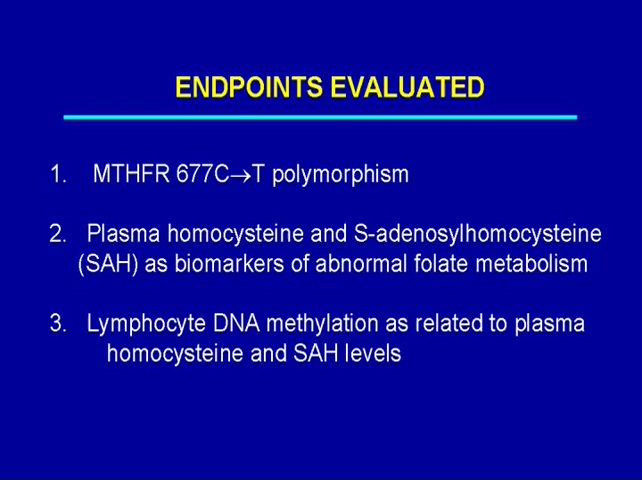 ENDPOINTS EVALUATED
1. MTHFR 677C→T polymorphism
2. Plasma homocysteine and S-adenosylhomocysteine
(SAH) as biomarkers of abnormal folate metabolism
3. Lymphocyte DNA methylation as related to plasma
homocysteine and SAH levels